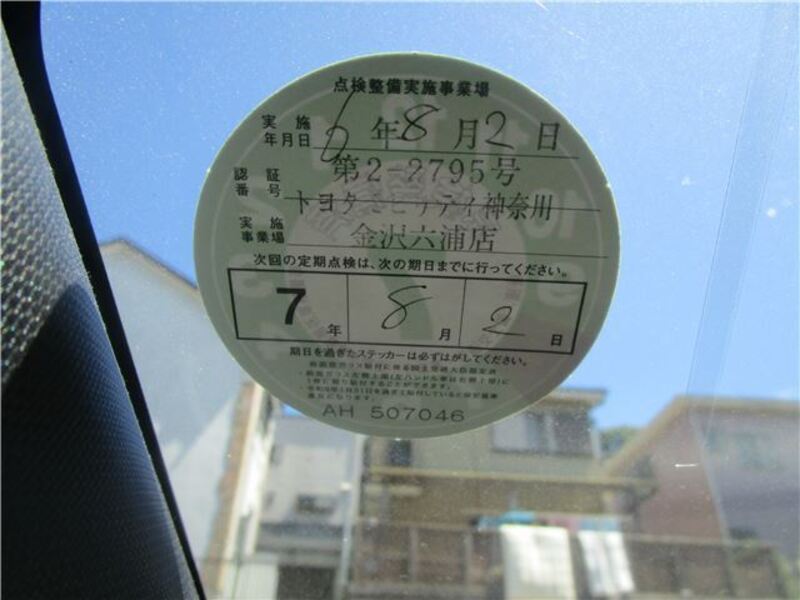 点検整備実施事業場
実施年月日 6年8月2日
認証番号 第2-2795号
トヨタモビリティ神奈川
実施事業場 金沢六浦店
次回の定期点検は、次の期日までに行ってください。
7年 8月 2日
期日を過ぎたステッカーは必ずはがしてください。
AH 507046